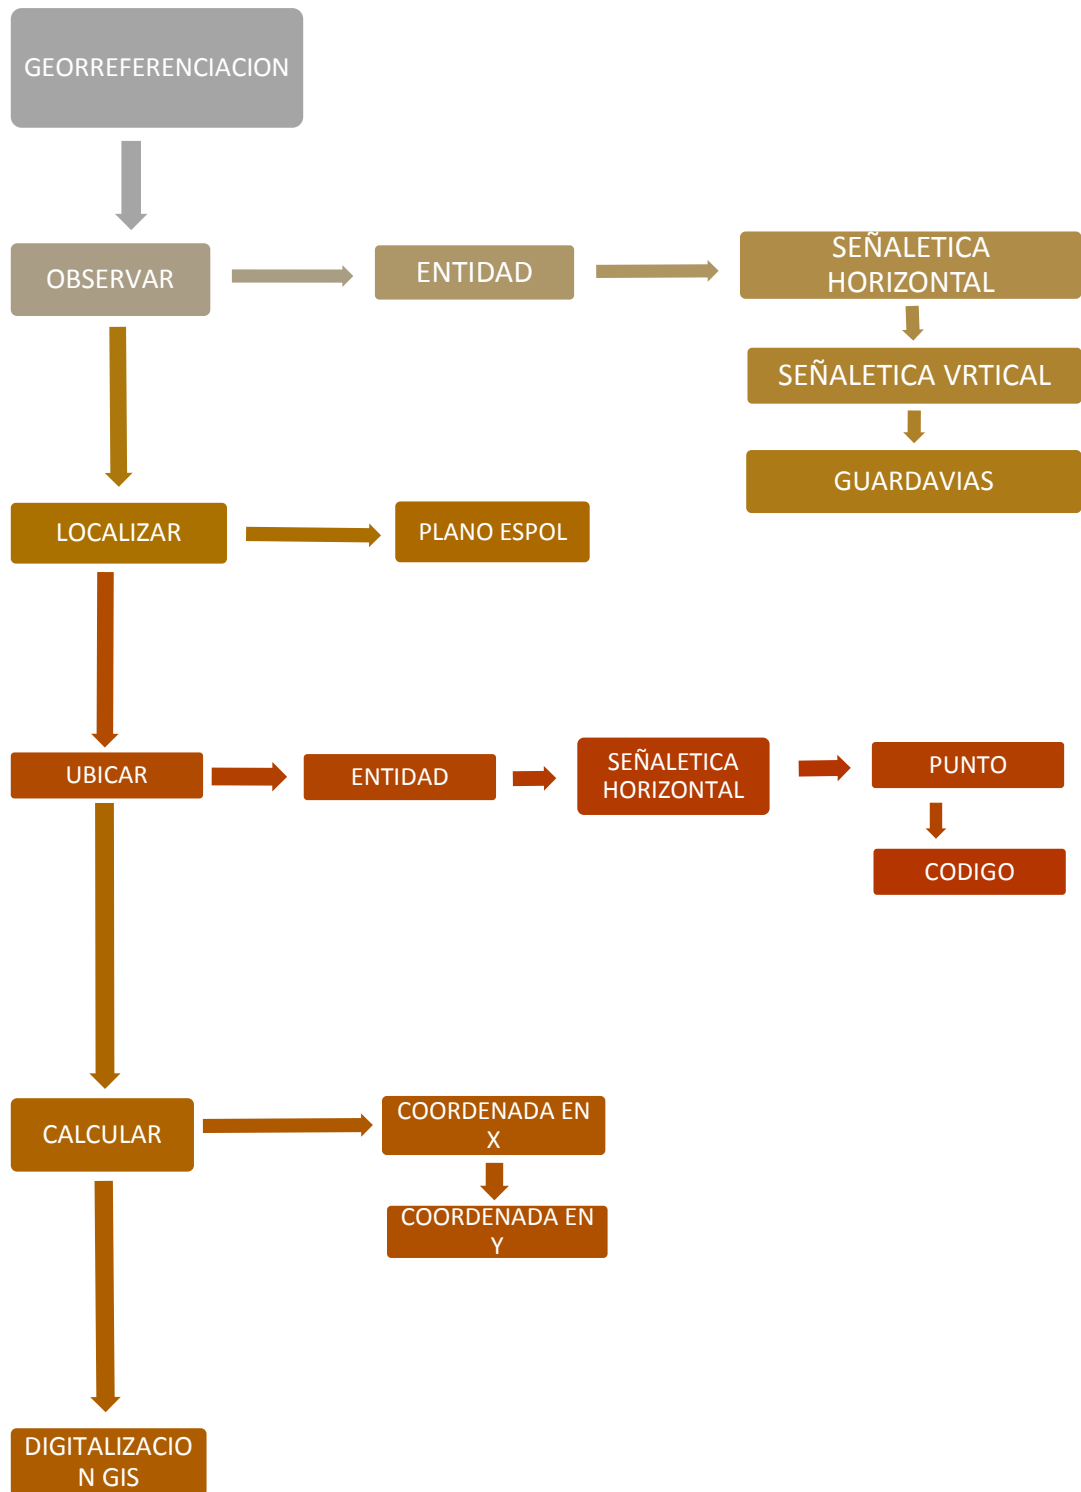 GEORREFERENCIACION
OBSERVAR
ENTIDAD
SEÑALETICA
HORIZONTAL
SEÑALETICA VRTICAL
GUARDAVIAS
LOCALIZAR
PLANO ESPOL
UBICAR
ENTIDAD
SEÑALETICA
HORIZONTAL
PUNTO
CODIGO
CALCULAR
COORDENADA EN
X
COORDENADA EN
Y
DIGITALIZACIO
N GIS